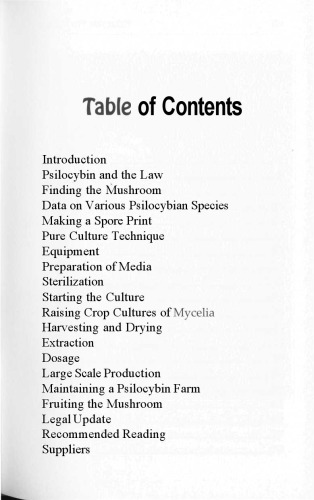 Table of Contents
Introduction
Psilocybin and the Law
Finding the Mushroom
Data on Various Psilocybian Species
Making a Spore Print
Pure Culture Technique
Equipment
Preparation of Media
Sterilization
Starting the Culture
Raising Crop Cultures of Mycelia
Harvesting and Drying
Extraction
Dosage
Large Scale Production
Maintaining a Psilocybin Farm
Fruiting the Mushroom
Legal Update
Recommended Reading
Suppliers